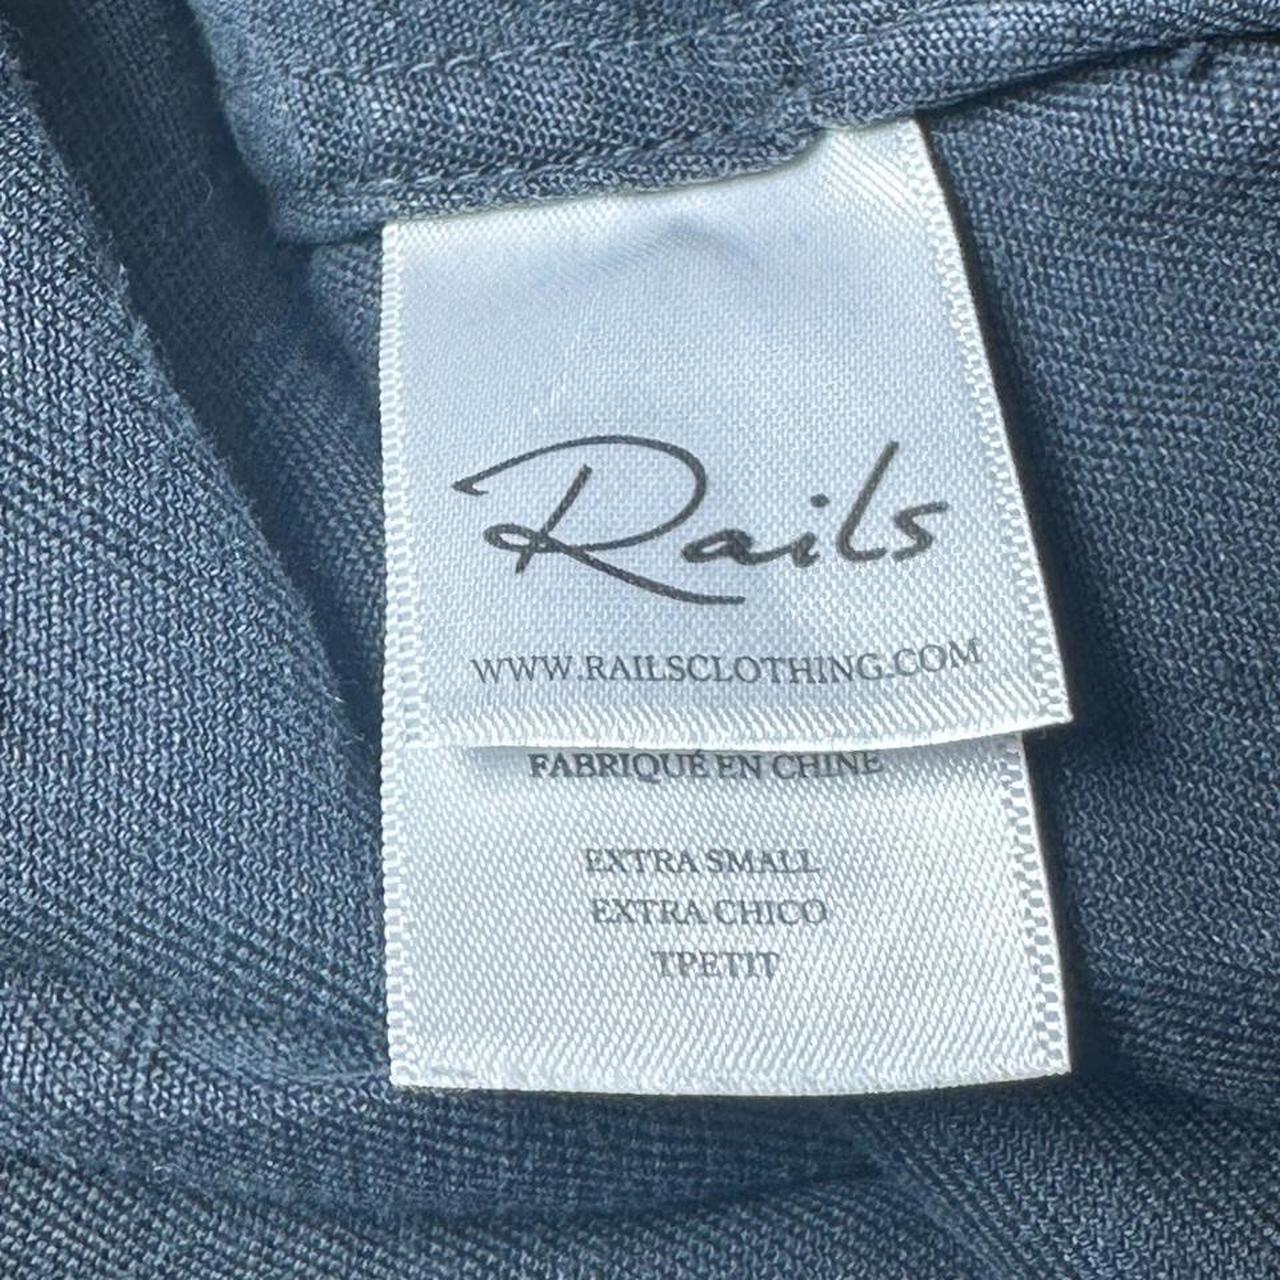 Rails
WWW.RAILSCLOTHING.COM
FABRIQUÉ EN CHINE
EXTRA SMALL
EXTRA CHICO
TPETIT